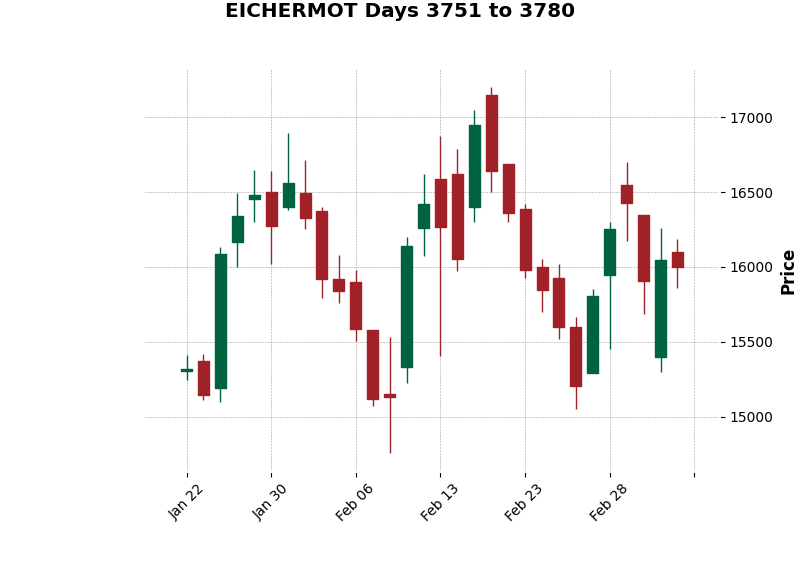 EICHERMOT Days 3751 to 3780
17000
16500
16000
15500
15000
Price
Jan 22
Jan 30
Feb 06
Feb 13
Feb 23
Feb 28